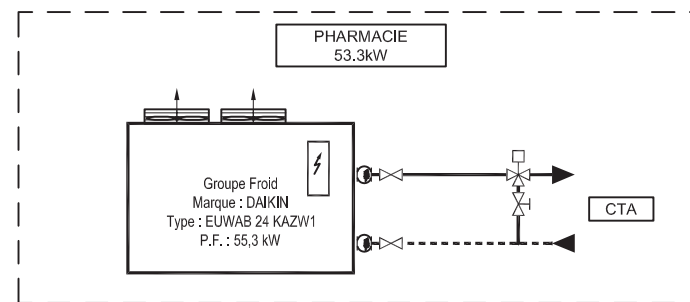 PHARMACIE
53.3kW
Groupe Froid
Marque : DAIKIN
Type : EUWAB 24 KAZW1
P.F. : 55,3 kW
CTA